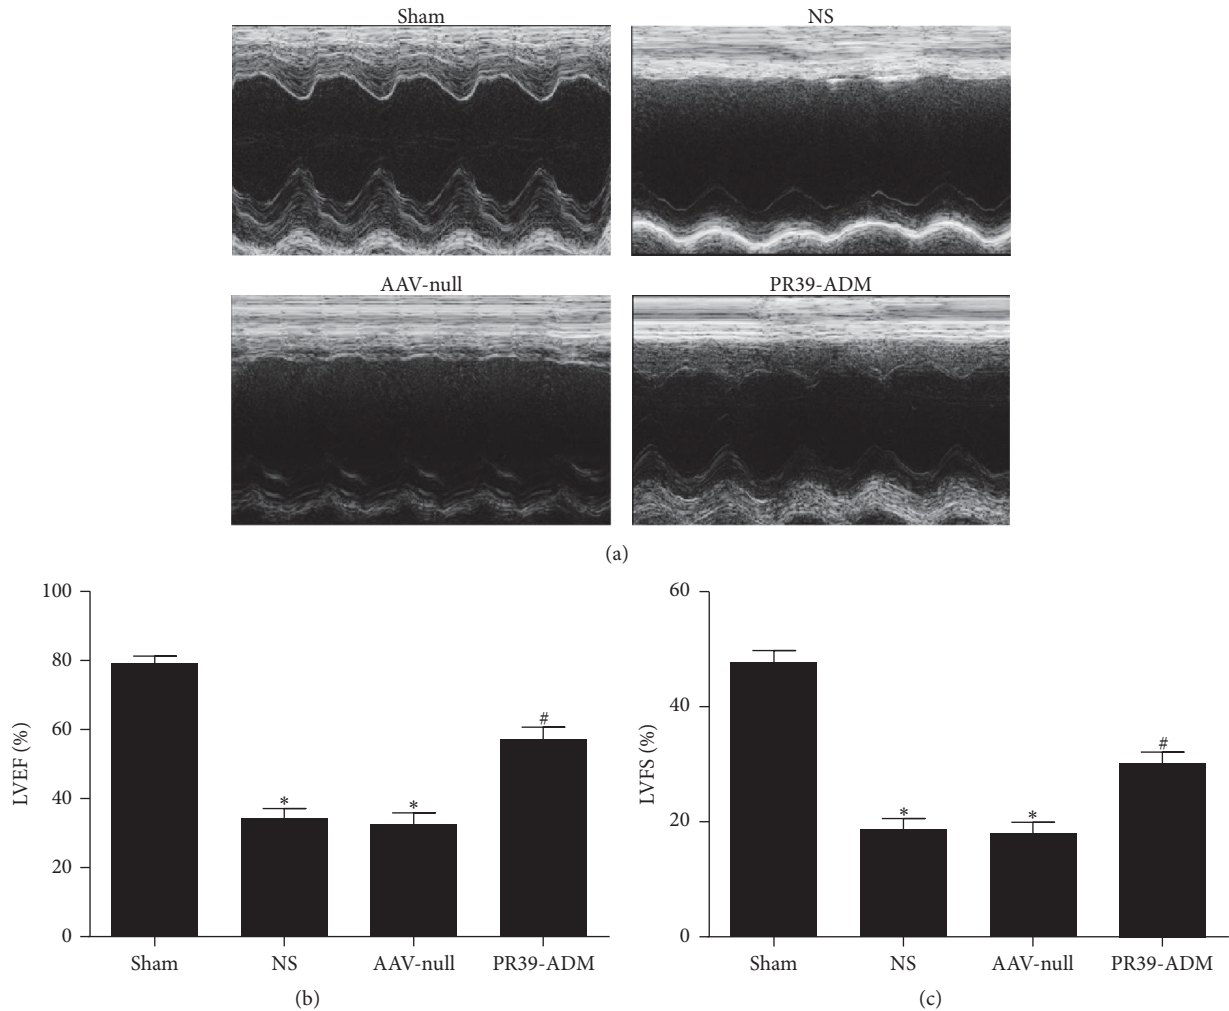 Sham NS
AAV-null PR39-ADM
(a)
100
80
60
40
20
0
LVEF (%)
*
*
#
Sham NS AAV-null PR39-ADM
(b)
60
40
20
0
LVFS (%)
*
*
#
Sham NS AAV-null PR39-ADM
(c)